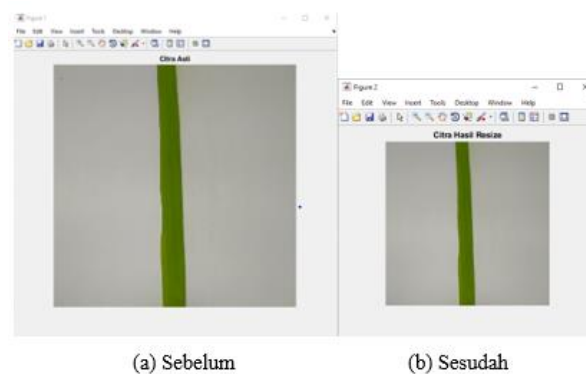 Figure 1
File Edit View Insert Tools Desktop Window Help
Citra Asli
Figure 2
File Edit View Insert Tools Desktop Window Help
Citra Hasil Resize
(a) Sebelum
(b) Sesudah